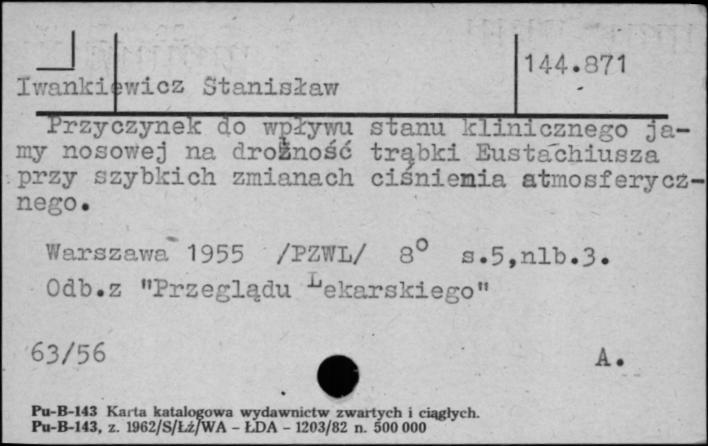 144.871
Iwankiewicz Stanisław
Przyczynek do wpływu stanu klinicznego ja-
my nosowej na drożność trąbki Eustachiusza
przy szybkich zmianach ciśnienia atmosferycz-
nego.
Warszawa 1955 /PZWL/ 8° s.5,nlb.3.
Odb.z "Przeglądu Lekarskiego"
63/56 A.
Pu-B-143 Karta katalogowa wydawnictw zwartych i ciągłych.
Pu-B-143, z. 1962/S/Łż/WA - ŁDA - 1203/82 n. 500 000